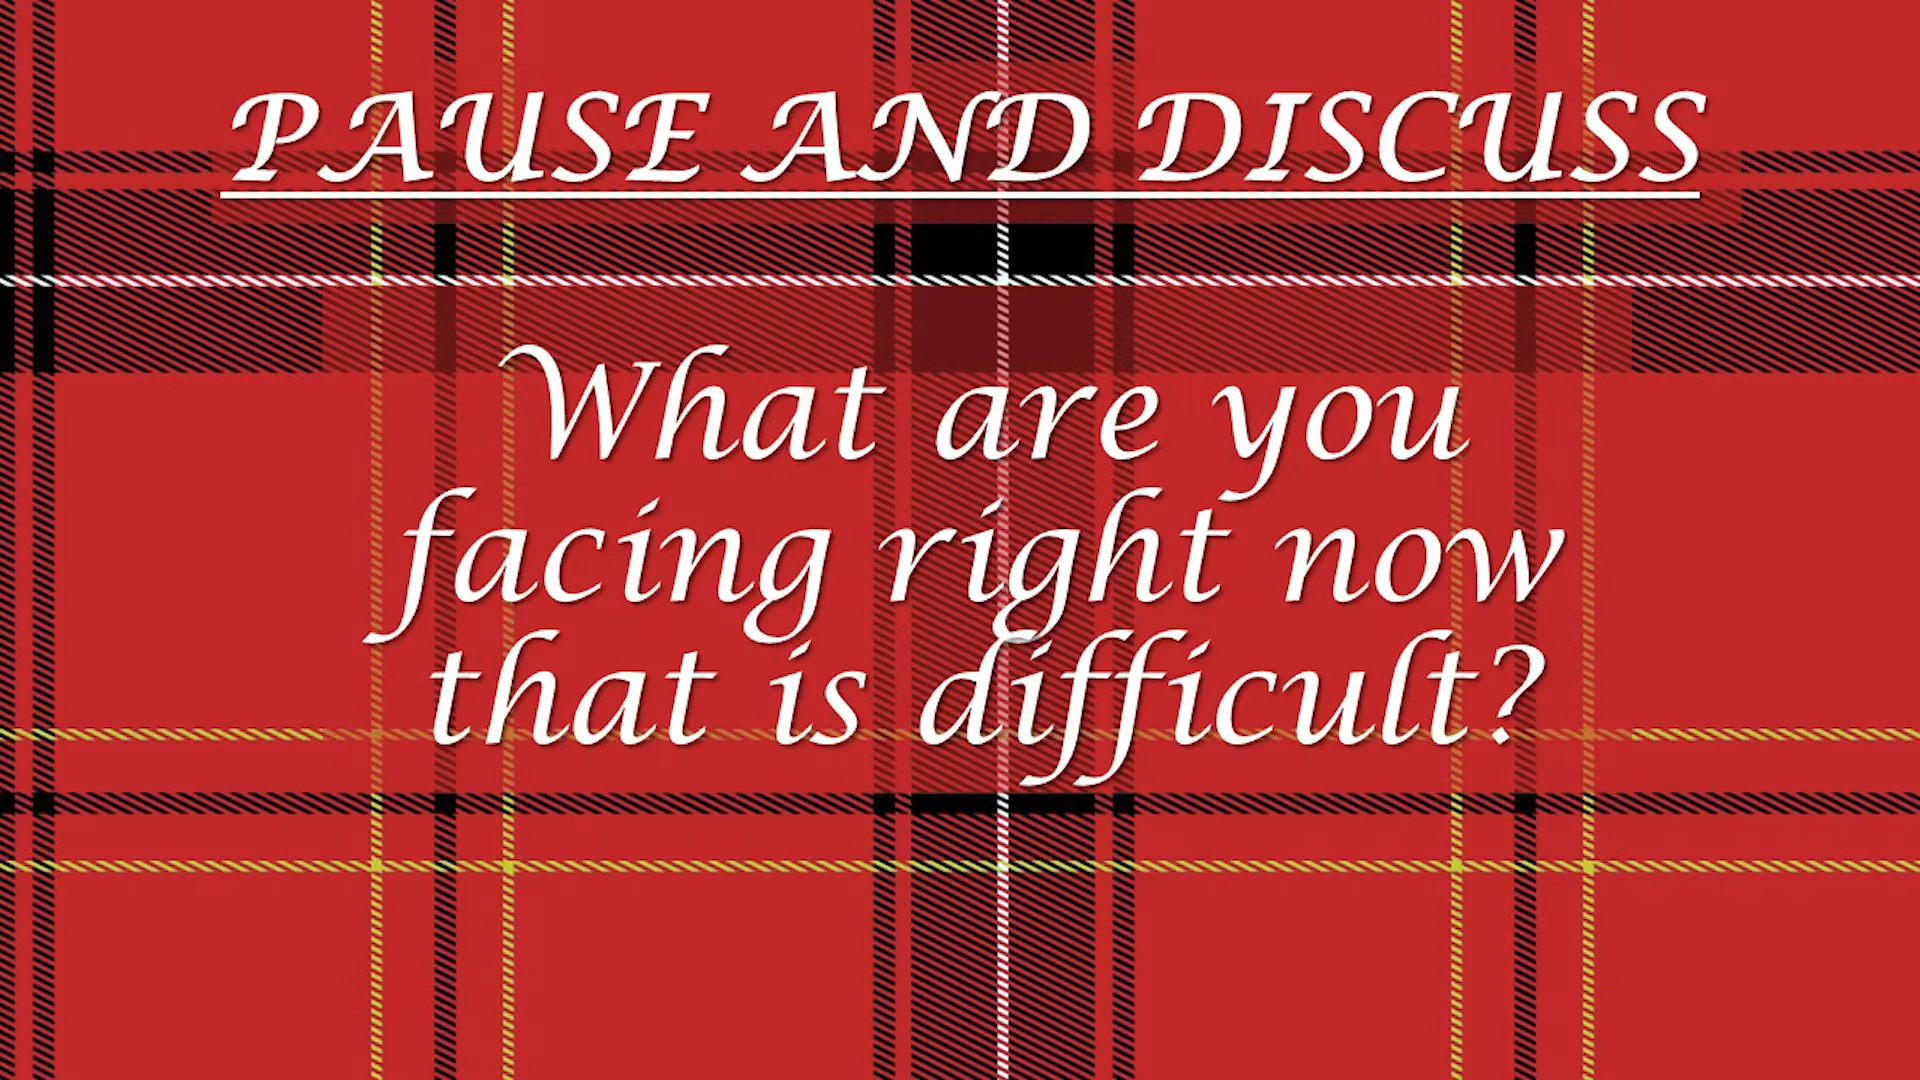 PAUSE AND DISCUSS
What are you
facing right now
that is difficult?